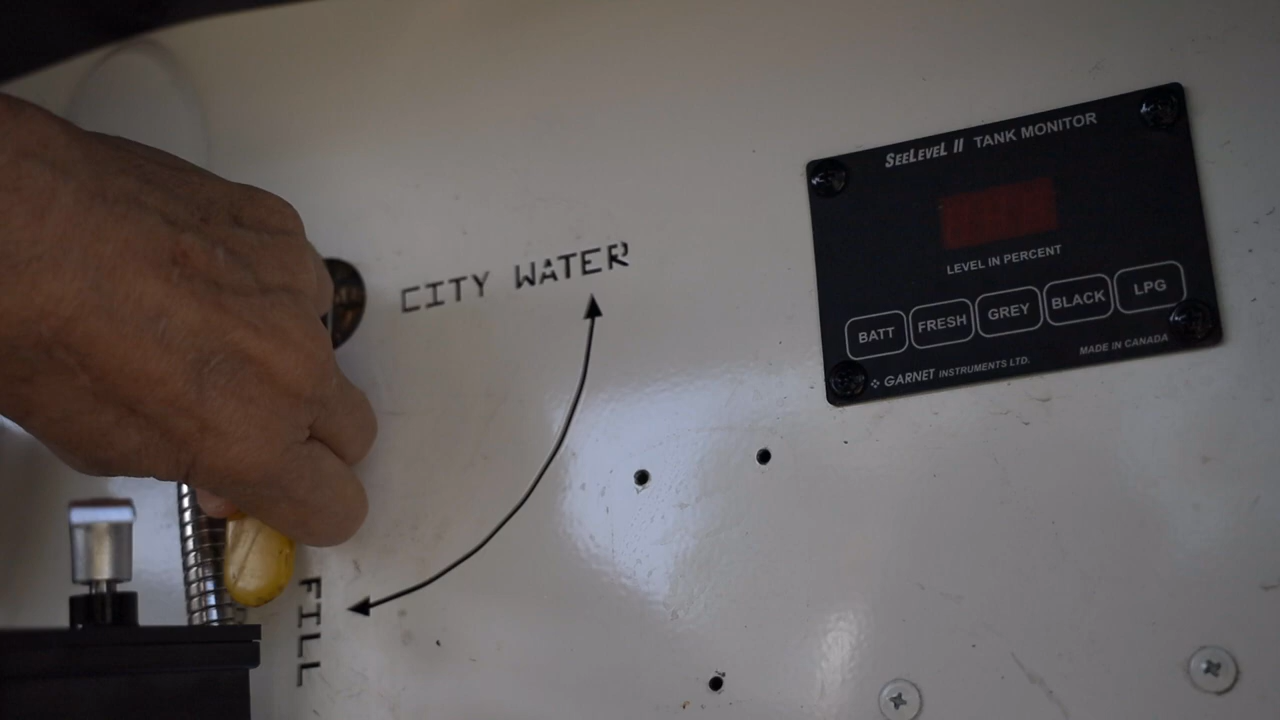 SEELEVEL II TANK MONITOR
CITY WATER
LEVEL IN PERCENT
BATT FRESH GREY BLACK LPG
GARNET INSTRUMENTS LTD. MADE IN CANADA
FILL